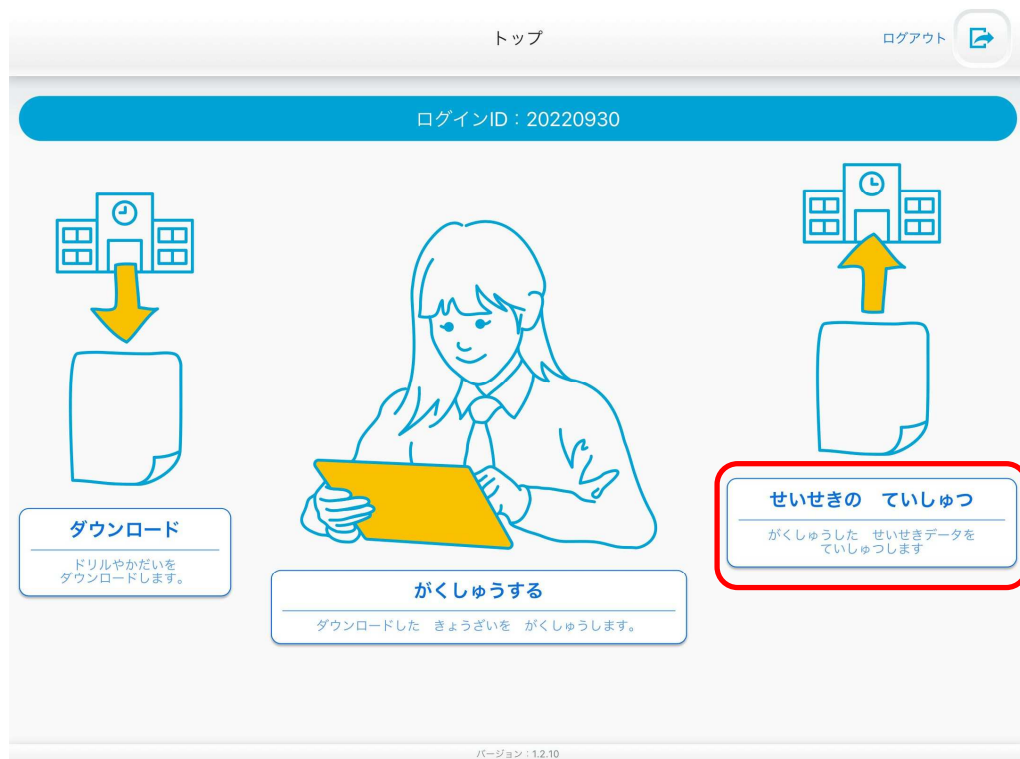 トップ
ログアウト
ログインID：20220930
ダウンロード
ドリルやかだいを
ダウンロードします。
がくしゅうする
ダウンロードした　きょうざいを　がくしゅうします。
せいせきの　ていしゅつ
がくしゅうした　せいせきデータを
ていしゅつします
バージョン：1.2.10